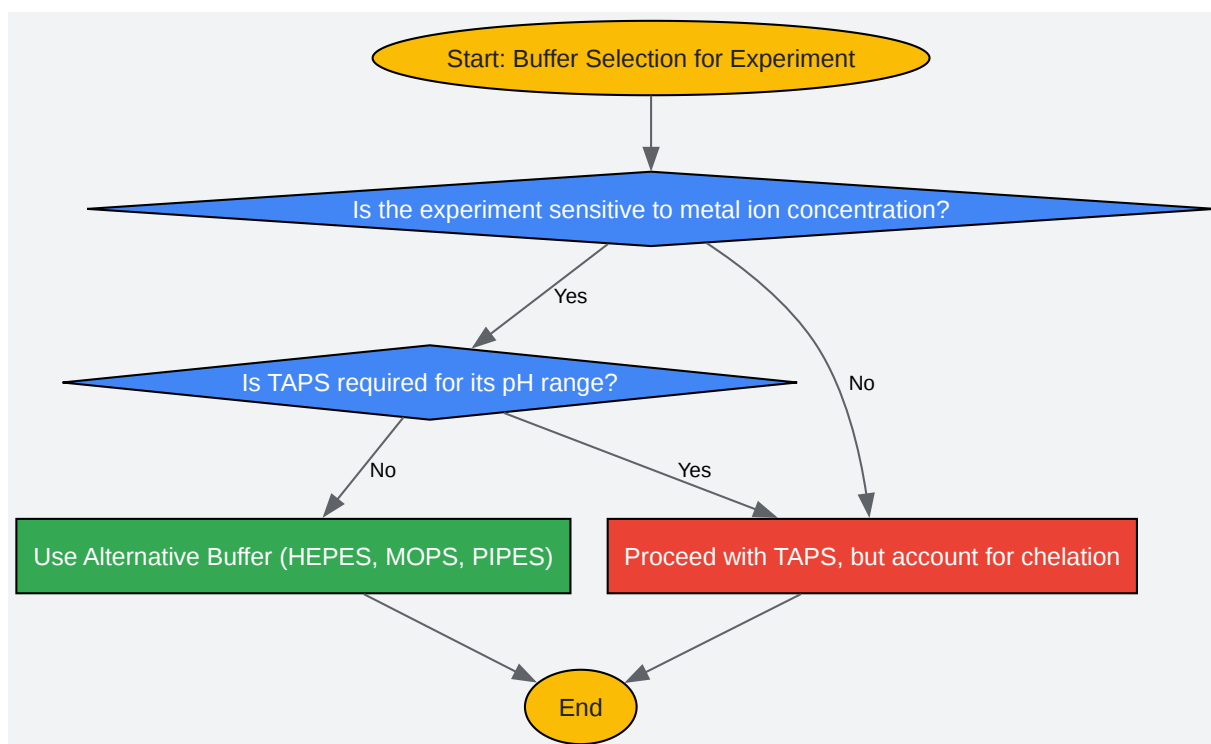 Start: Buffer Selection for Experiment
Is the experiment sensitive to metal ion concentration?
Yes
Is TAPS required for its pH range?
No
No
Yes
Use Alternative Buffer (HEPES, MOPS, PIPES)
Proceed with TAPS, but account for chelation
End